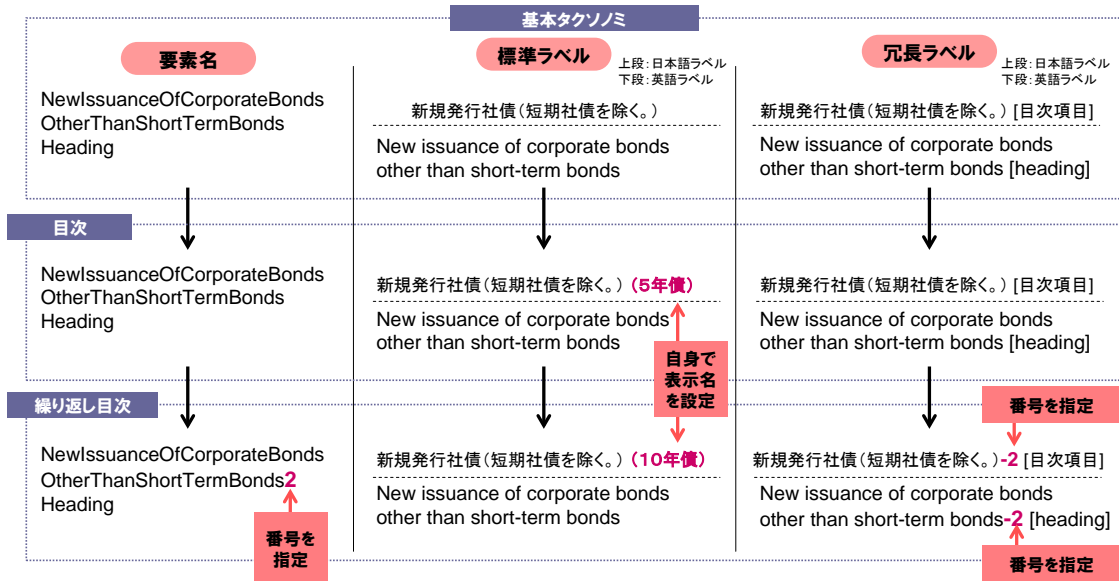 基本タクソノミ
要素名
標準ラベル
上段：日本語ラベル
下段：英語ラベル
冗長ラベル
上段：日本語ラベル
下段：英語ラベル
NewIssuanceOfCorporateBonds
OtherThanShortTermBonds
Heading
新規発行社債（短期社債を除く。）
New issuance of corporate bonds
other than short-term bonds
新規発行社債（短期社債を除く。）[目次項目]
New issuance of corporate bonds
other than short-term bonds [heading]
目次
NewIssuanceOfCorporateBonds
OtherThanShortTermBonds
Heading
新規発行社債（短期社債を除く。）（５年債）
New issuance of corporate bonds
other than short-term bonds
新規発行社債（短期社債を除く。）[目次項目]
New issuance of corporate bonds
other than short-term bonds [heading]
自身で
表示名
を設定
繰り返し目次
番号を指定
NewIssuanceOfCorporateBonds
OtherThanShortTermBonds2
Heading
番号を
指定
新規発行社債（短期社債を除く。）（１０年債）
New issuance of corporate bonds
other than short-term bonds
新規発行社債（短期社債を除く。）-2 [目次項目]
New issuance of corporate bonds
other than short-term bonds-2 [heading]
番号を指定